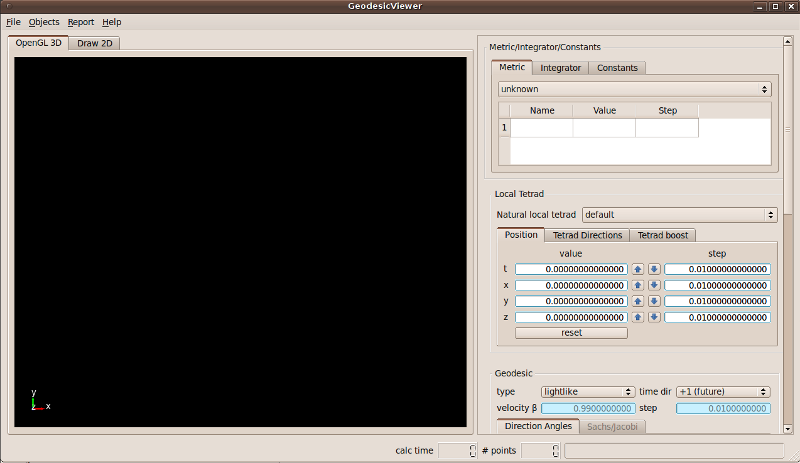 GeodesicViewer
File Objects Report Help
OpenGL 3D Draw 2D
Metric/Integrator/Constants
Metric Integrator Constants
unknown
Name Value Step
1
Local Tetrad
Natural local tetrad default
Position Tetrad Directions Tetrad boost
value step
t 0.00000000000000 0.01000000000000
x 0.00000000000000 0.01000000000000
y 0.00000000000000 0.01000000000000
z 0.00000000000000 0.01000000000000
reset
Geodesic
type lightlike time dir +1 (future)
velocity β 0.9900000000 step 0.0100000000
Direction Angles Sachs/Jacobi
y
z x
calc time # points